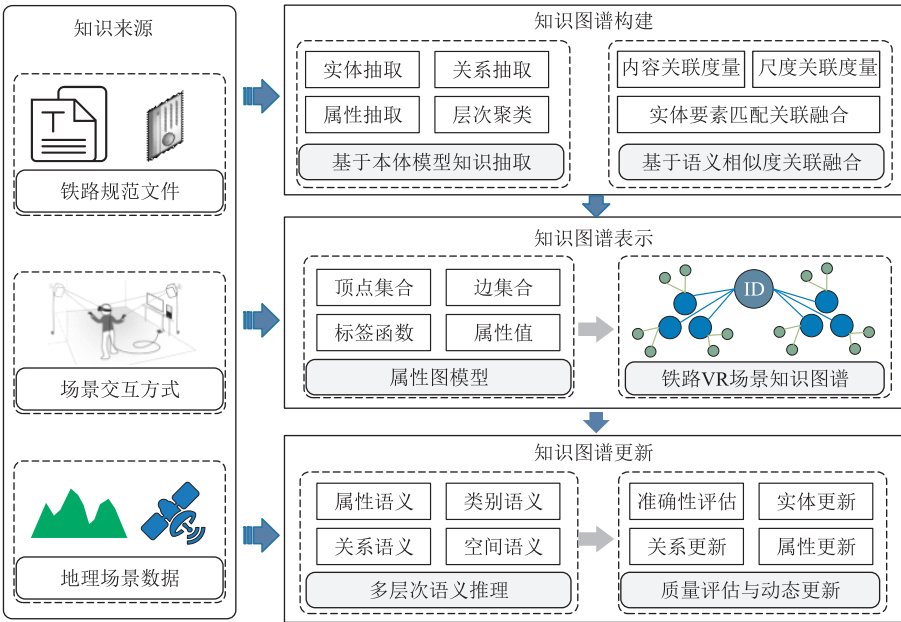 知识来源
T
铁路规范文件
场景交互方式
地理场景数据
知识图谱构建
实体抽取
关系抽取
属性抽取
层次聚类
基于本体模型知识抽取
内容关联度量
尺度关联度量
实体要素匹配关联融合
基于语义相似度关联融合
知识图谱表示
顶点集合
边集合
标签函数
属性值
属性图模型
ID
铁路VR场景知识图谱
知识图谱更新
属性语义
类别语义
关系语义
空间语义
多层次语义推理
准确性评估
实体更新
关系更新
属性更新
质量评估与动态更新